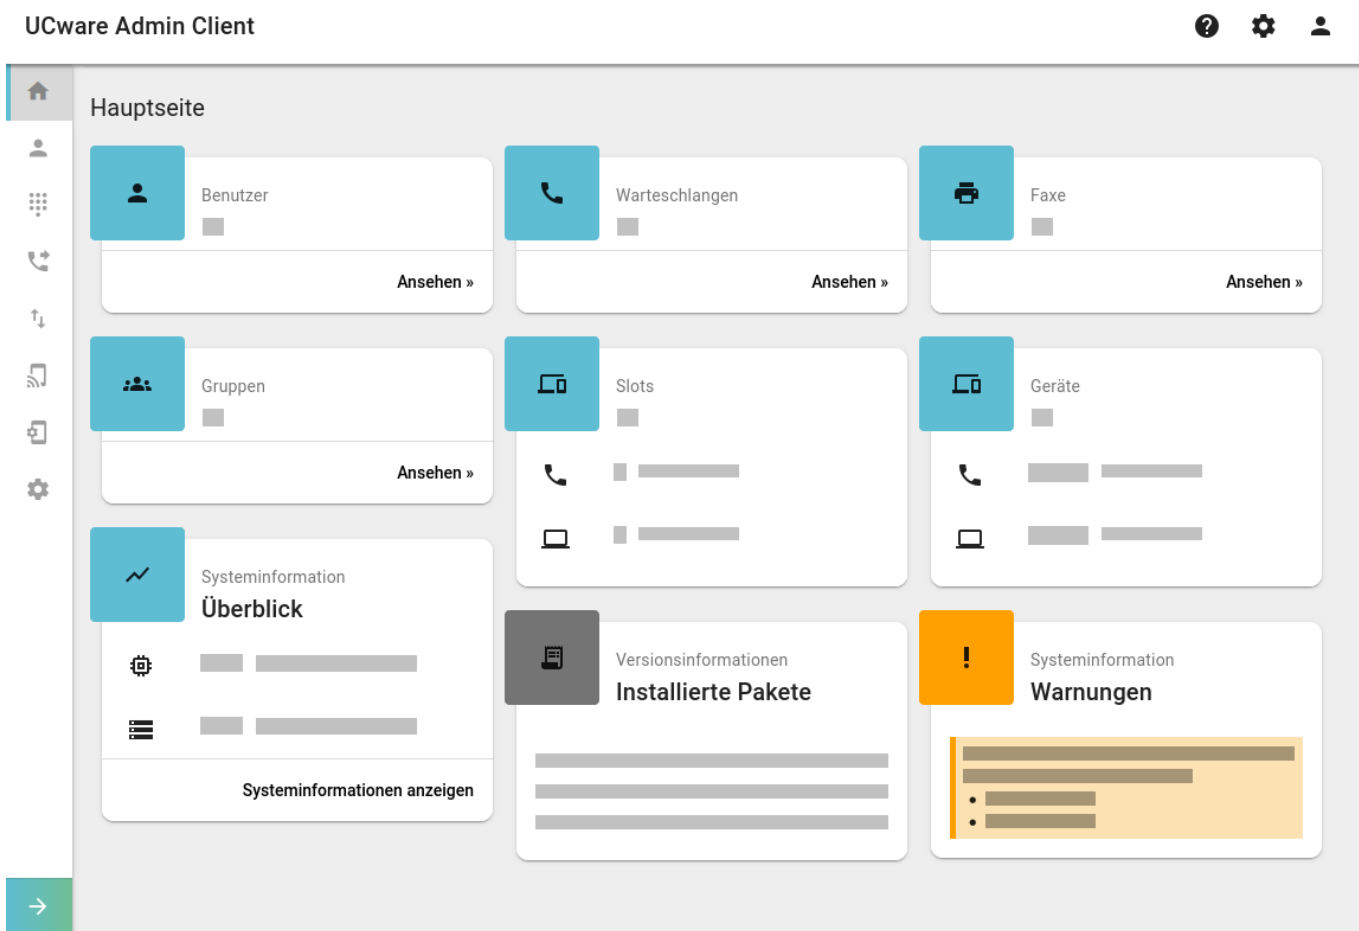 UCware Admin Client
Hauptseite
Benutzer
Ansehen »
Warteschlangen
Ansehen »
Faxe
Ansehen »
Gruppen
Ansehen »
Slots
Geräte
Systeminformation
Überblick
Systeminformationen anzeigen
Versionsinformationen
Installierte Pakete
Systeminformation
Warnungen